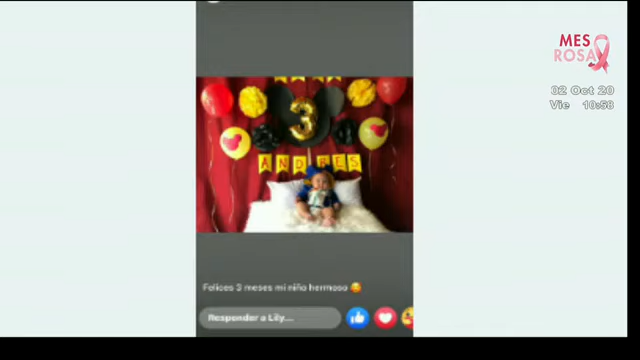 MES
ROSA
02 Oct 20
Vie 10:58
3
ANDRES
Felices 3 meses mi niño hermoso 🥰
Responder a Lily...